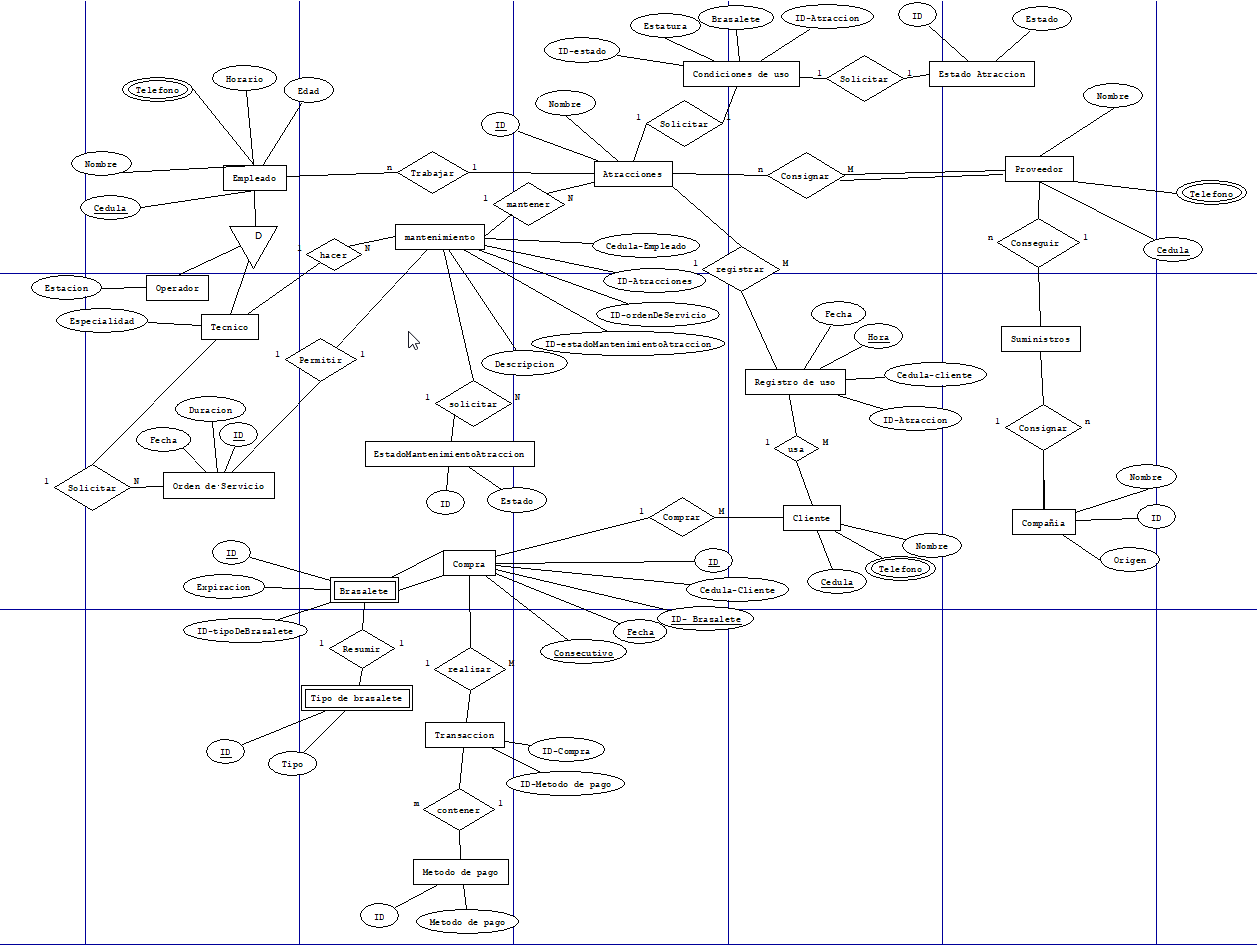 ID
Estado
Brasalete
ID-Atraccion
Estatura
ID-estado
Condiciones de uso
1
Solicitar
1
Estado Atraccion
Horario
Telefono
Edad
Nombre
Nombre
ID
1
Solicitar
1
Nombre
Empleado
n
Trabajar
1
Atracciones
n
Consignar
M
Proveedor
Telefono
Cedula
1
mantener
N
D
mantenimiento
Cedula-Empleado
n
Conseguir
1
Cedula
1
hacer
N
1
registrar
M
ID-Atracciones
Estacion
Operador
ID-ordenDeServicio
Fecha
Especialidad
Tecnico
Hora
Suministros
ID-estadoMantenimientoAtraccion
1
Permitir
1
Descripcion
Registro de uso
Cedula-cliente
1
solicitar
N
Duracion
ID-Atraccion
Fecha
ID
1
Consignar
n
1
usa
M
EstadoMantenimientoAtraccion
1
Solicitar
N
Orden de Servicio
Nombre
ID
Estado
1
Comprar
M
Cliente
Compañia
ID
Nombre
ID
Compra
ID
Origen
Telefono
Cedula
Expiracion
Brasalete
Cedula-Cliente
ID- Brasalete
ID-tipoDeBrasalete
Fecha
1
Resumir
1
Consecutivo
1
realisar
M
Tipo de brasalete
Transaccion
ID
ID-Compra
Tipo
ID-Metodo de pago
m
contener
1
Metodo de pago
ID
Metodo de pago